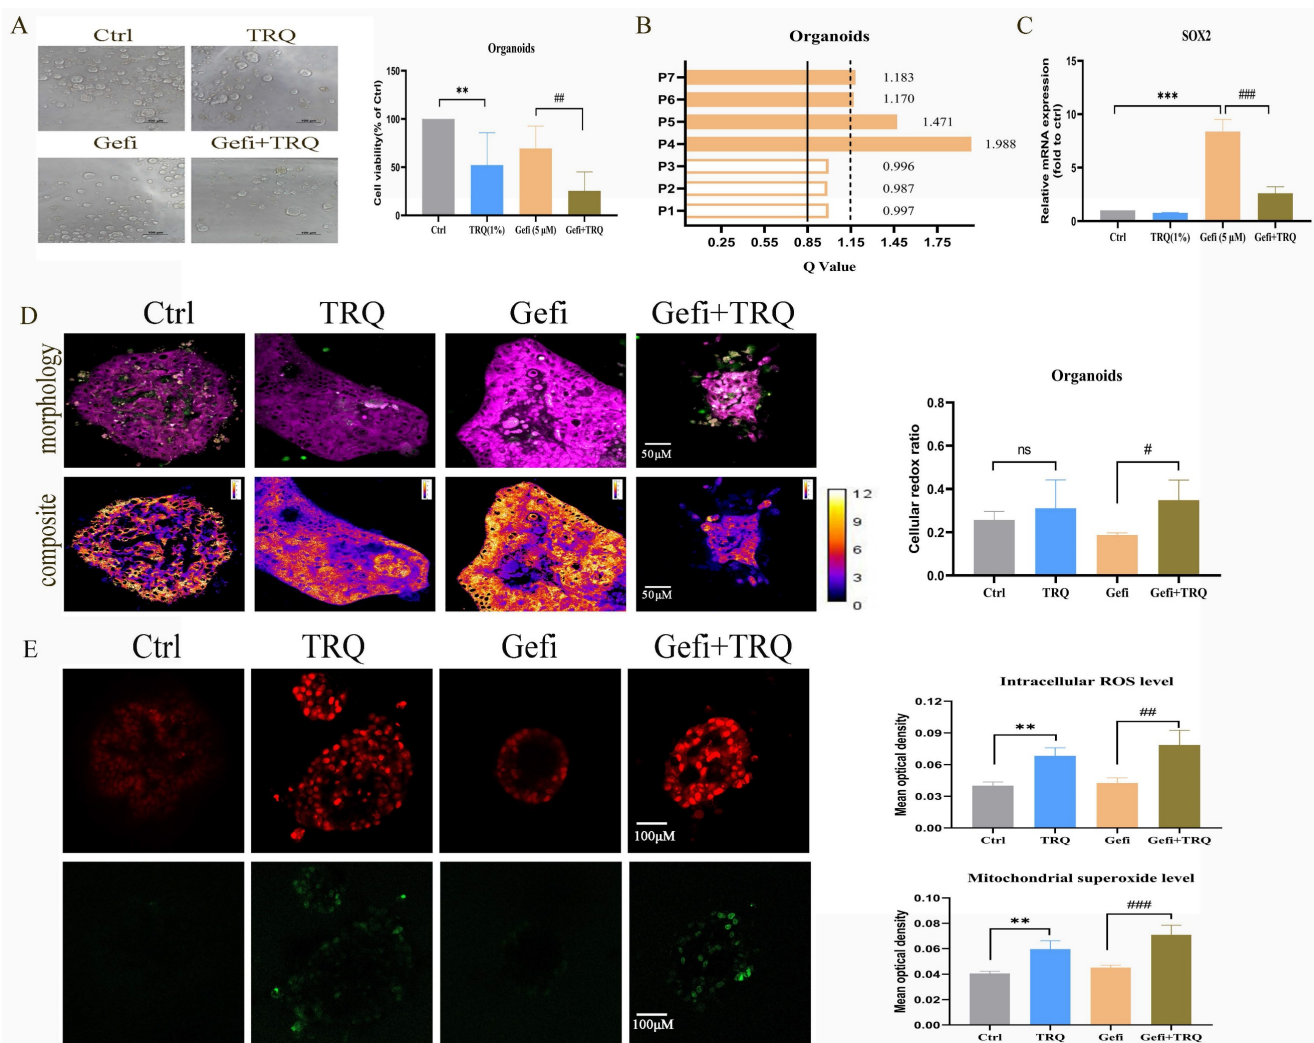 A
Ctrl
TRQ
Gefi
Gefi+TRQ
Organoids
Cell viability(% of Ctrl)
150
100
50
0
**
##
Ctrl
TRQ(1%)
Gefi (5 μM)
Gefi+TRQ
B
Organoids
P7
1.183
P6
1.170
P5
1.471
P4
1.988
P3
0.996
P2
0.987
P1
0.997
0.25 0.55 0.85 1.15 1.45 1.75
Q Value
C
SOX2
Relative mRNA expression
(fold to ctrl)
15
10
5
0
***
###
Ctrl
TRQ(1%)
Gefi (5 μM)
Gefi+TRQ
D
Ctrl
TRQ
Gefi
Gefi+TRQ
morphology
50μM
composite
50μM
12
9
6
3
0
Organoids
Cellular redox ratio
0.8
0.6
0.4
0.2
0.0
ns
#
Ctrl
TRQ
Gefi
Gefi+TRQ
E
Ctrl
TRQ
Gefi
Gefi+TRQ
100μM
100μM
Intracellular ROS level
Mean optical density
0.12
0.09
0.06
0.03
0.00
**
##
Ctrl
TRQ
Gefi
Gefi+TRQ
Mitochondrial superoxide level
Mean optical density
0.10
0.08
0.06
0.04
0.02
0.00
**
###
Ctrl
TRQ
Gefi
Gefi+TRQ